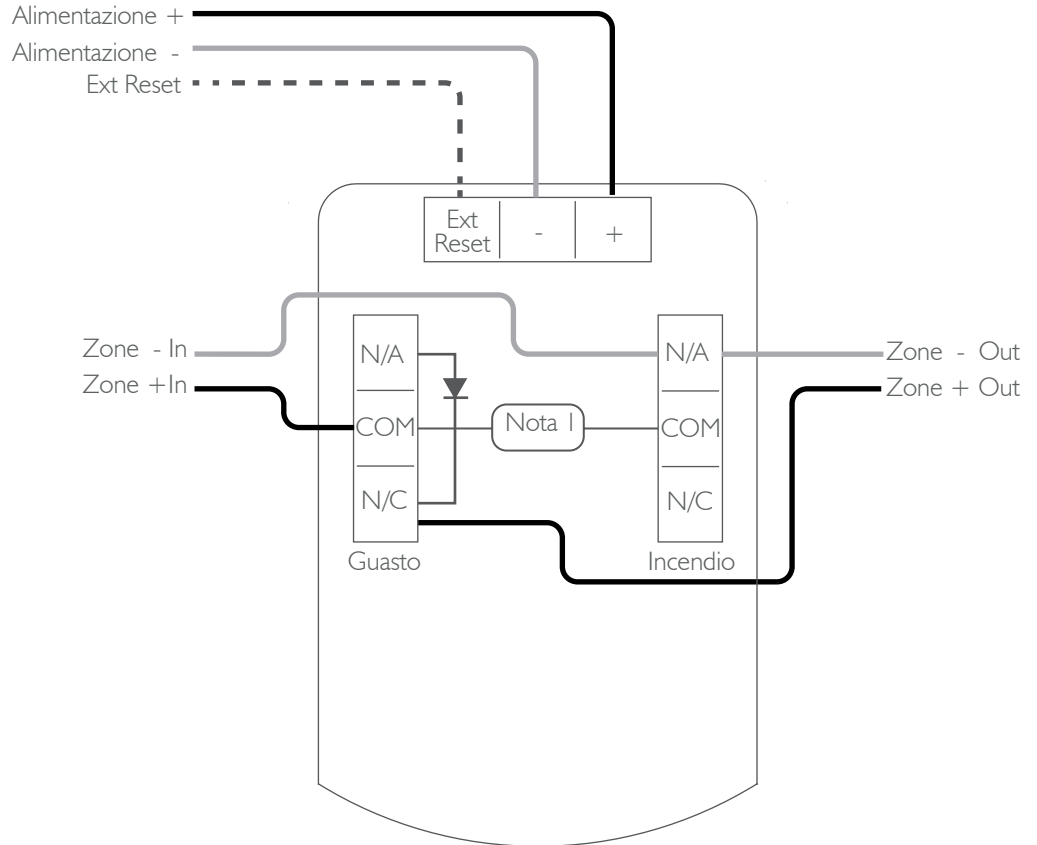 Alimentazione +
Alimentazione -
Ext Reset
Ext
Reset
-
+
Zone - In
Zone +In
N/A
COM
N/C
Guasto
Nota 1
N/A
COM
N/C
Incendio
Zone - Out
Zone + Out